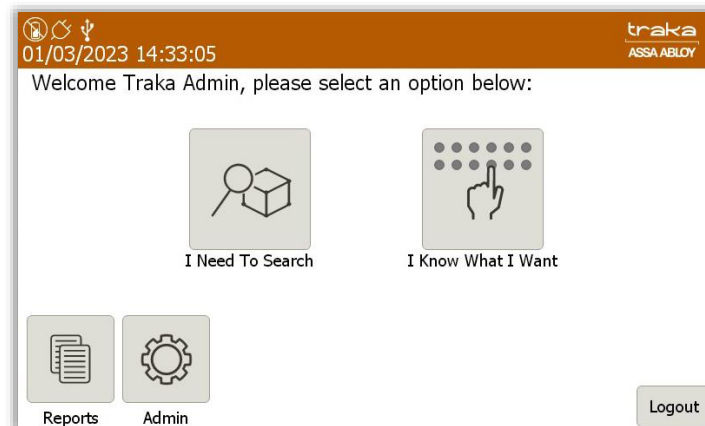 01/03/2023 14:33:05
traka
ASSA ABLOY
Welcome Traka Admin, please select an option below:
I Need To Search
I Know What I Want
Reports
Admin
Logout